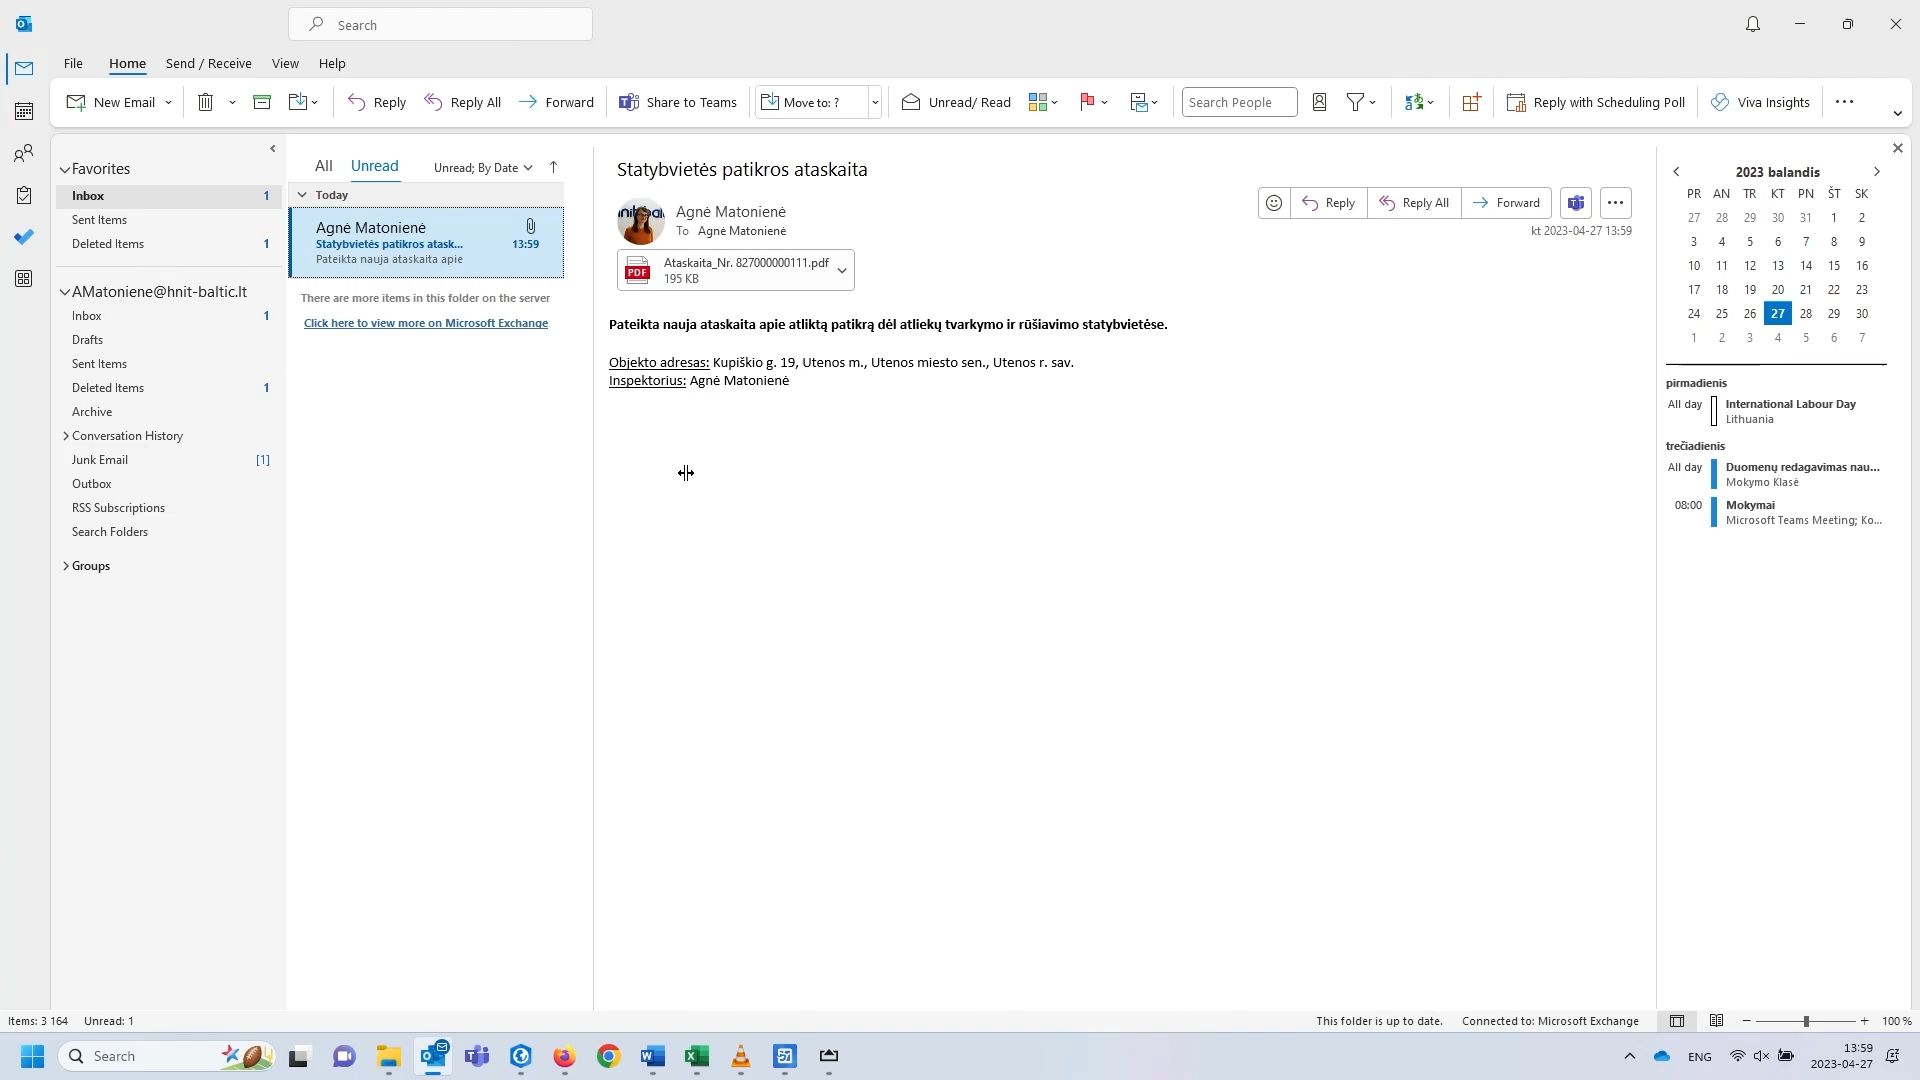 Search
File
Home
Send / Receive
View
Help
New Email
Reply
Reply All
Forward
Share to Teams
Move to: ?
Unread/ Read
Search People
Reply with Scheduling Poll
Viva Insights
Favorites
Inbox 1
Sent Items
Deleted Items 1
AMatoniene@hnit-baltic.lt
Inbox 1
Drafts
Sent Items
Deleted Items 1
Archive
Conversation History
Junk Email [1]
Outbox
RSS Subscriptions
Search Folders
Groups
All
Unread
Unread; By Date
Today
Agnė Matonienė
Statybvietės patikros atask... 13:59
Pateikta nauja ataskaita apie
There are more items in this folder on the server
Click here to view more on Microsoft Exchange
Statybvietės patikros ataskaita
Agnė Matonienė
To Agnė Matonienė
Reply
Reply All
Forward
kt 2023-04-27 13:59
PDF
Ataskaita_Nr. 827000000111.pdf
195 KB
Pateikta nauja ataskaita apie atliktą patikrą dėl atliekų tvarkymo ir rūšiavimo statybvietėse.
Objekto adresas: Kupiškio g. 19, Utenos m., Utenos miesto sen., Utenos r. sav.
Inspektorius: Agnė Matonienė
2023 balandis
PR AN TR KT PN ŠT SK
27 28 29 30 31 1 2
3 4 5 6 7 8 9
10 11 12 13 14 15 16
17 18 19 20 21 22 23
24 25 26 27 28 29 30
1 2 3 4 5 6 7
pirmadienis
All day International Labour Day
Lithuania
trečiadienis
All day Duomenų redagavimas nau...
Mokymo Klasė
08:00 Mokymai
Microsoft Teams Meeting; Ko...
Items: 3 164
Unread: 1
This folder is up to date.
Connected to: Microsoft Exchange
100 %
Search
ENG
13:59
2023-04-27